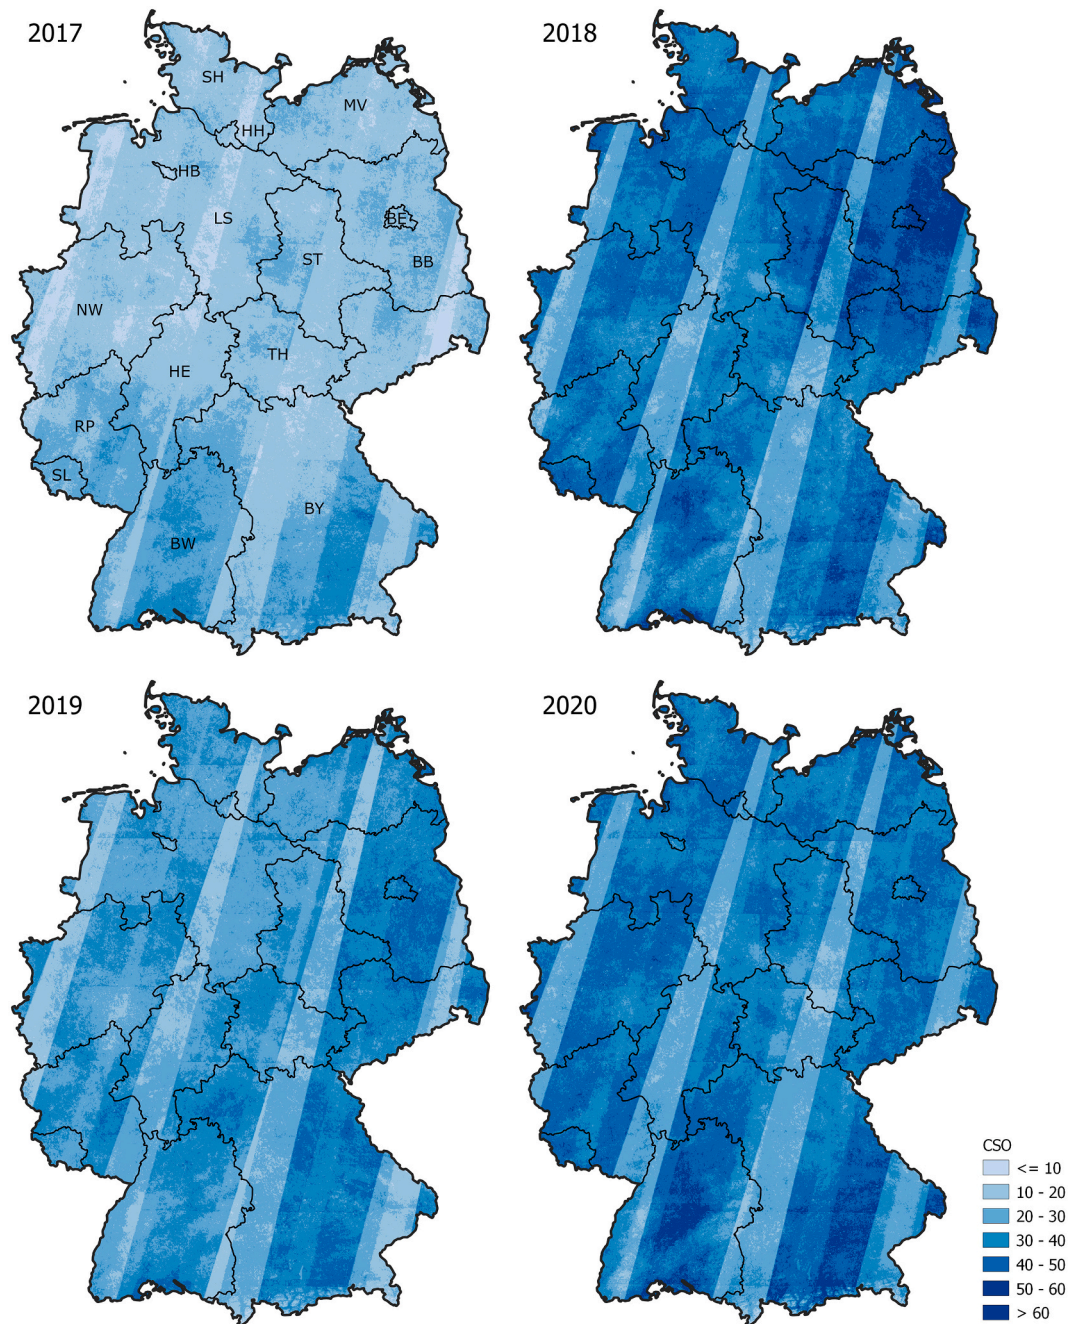 2017
SH
MV
HH
HB
LS
BE
ST
BB
NW
TH
HE
RP
SL
BY
BW
2018
2019
2020
CSO
<= 10
10 - 20
20 - 30
30 - 40
40 - 50
50 - 60
> 60